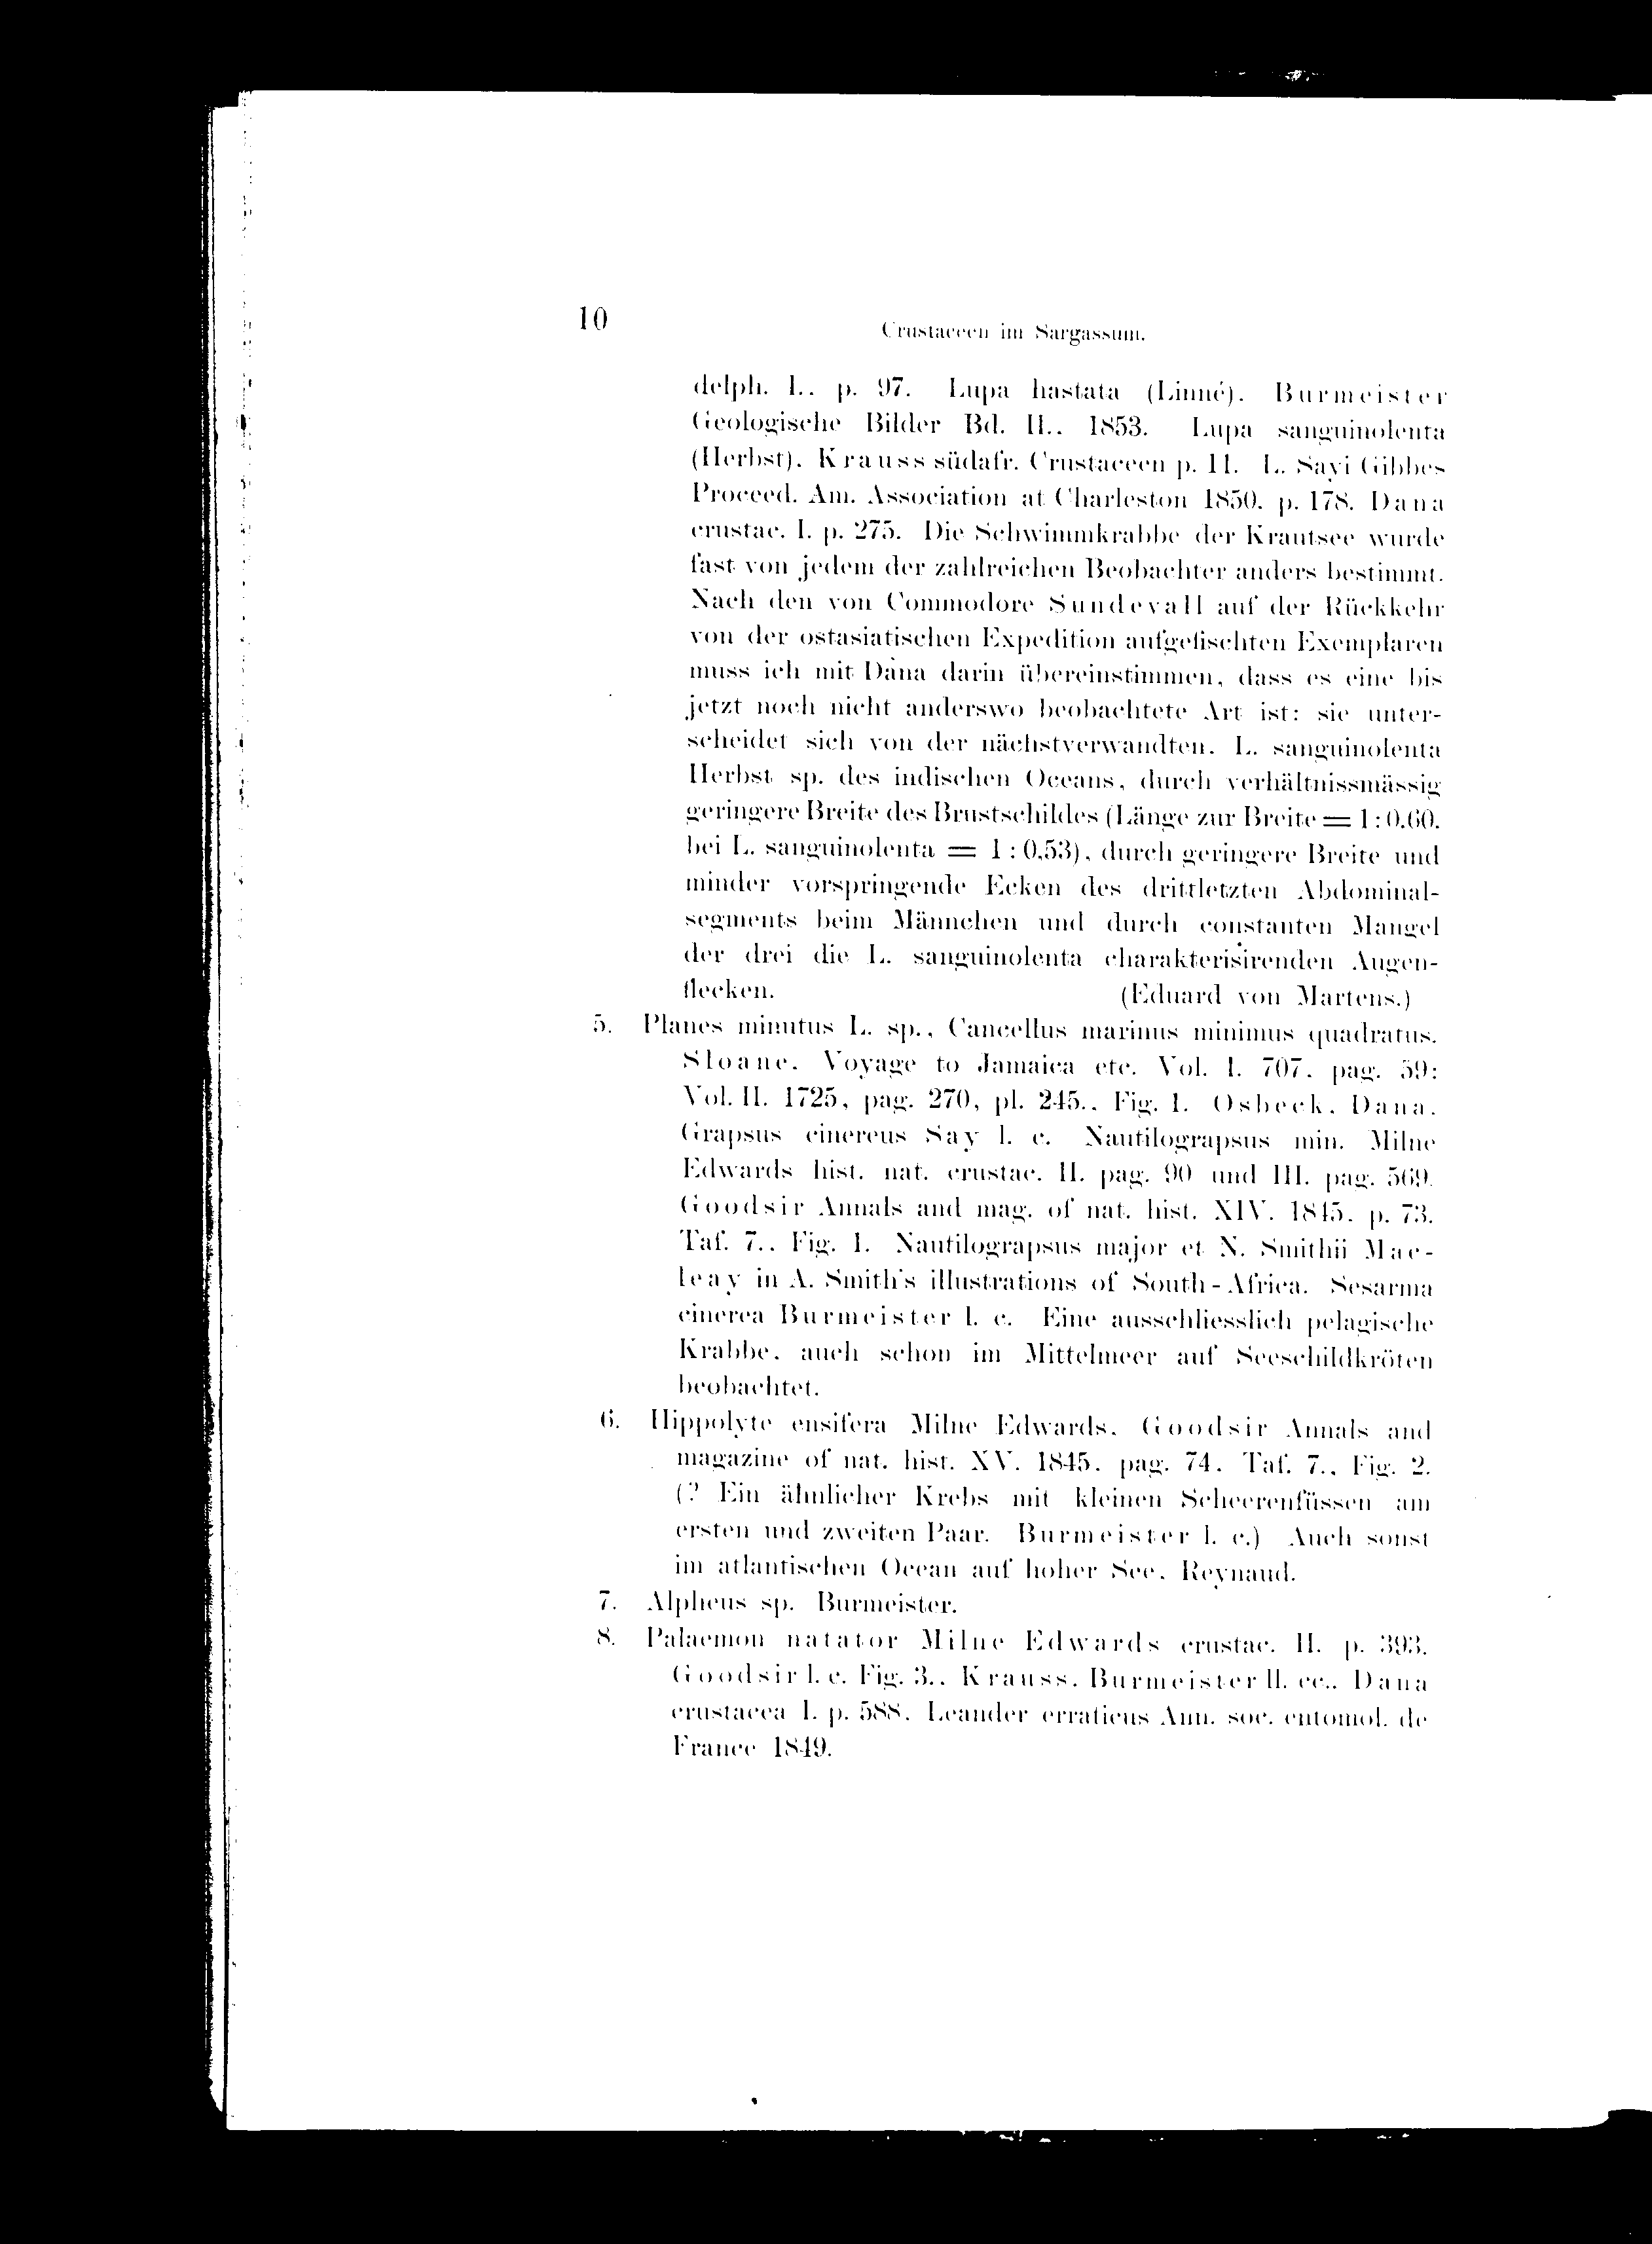 10
Crustaceen im Sargassum.
delph. I., p. 97. Lupa hastata (Linné). Burmeister
Geologische Bilder Bd. II., 1853. Lupa sanguinolenta
(Herbst). Krauss südafr. Crustaceen p. 11. L. Sayi Gibbes
Proceed. Am. Association at Charleston 1850. p. 178. Dana
crustac. I. p. 275. Die Schwimmkrabbe der Krautsee wurde
fast von jedem der zahlreichen Beobachter anders bestimmt.
Nach den von Commodore Sundevall auf der Rückkehr
von der ostasiatischen Expedition aufgefischten Exemplaren
muss ich mit Dana darin übereinstimmen, dass es eine bis
jetzt noch nicht anderswo beobachtete Art ist: sie unter-
scheidet sich von der nächstverwandten, L. sanguinolenta
Herbst sp. des indischen Oceans, durch verhältnissmässig
geringere Breite des Brustschildes (Länge zur Breite = 1:0,60,
bei L. sanguinolenta = 1:0,53), durch geringere Breite und
minder vorspringende Ecken des drittletzten Abdominal-
segments beim Männchen und durch constanten Mangel
der drei die L. sanguinolenta charakterisirenden Augen-
flecken. (Eduard von Martens.)
5. Planes minutus L. sp., Cancellus marinus minimus quadratus.
Sloane, Voyage to Jamaica etc. Vol. I. 707. pag. 59:
Vol. II. 1725, pag. 270, pl. 245., Fig. 1. Osbeck. Dana.
Grapsus cinereus Say l. c. Nautilograpsus min. Milne
Edwards hist. nat. crustac. II. pag. 90 und III. pag. 569.
Goodsir Annals and mag. of nat. hist. XIV. 1845. p. 73.
Taf. 7., Fig. 1. Nautilograpsus major et N. Smithii Mac-
leay in A. Smith's illustrations of South-Africa. Sesarma
cinerea Burmeister l. c. Eine ausschliesslich pelagische
Krabbe, auch schon im Mittelmeer auf Seeschildkröten
beobachtet.
6. Hippolyte ensifera Milne Edwards. Goodsir Annals and
magazine of nat. hist. XV. 1845. pag. 74. Taf. 7., Fig. 2.
(? Ein ähnlicher Krebs mit kleinen Scheerenfüssen am
ersten und zweiten Paar. Burmeister l. c.) Auch sonst
im atlantischen Ocean auf hoher See. Reynaud.
7. Alpheus sp. Burmeister.
8. Palaemon natator Milne Edwards crustac. II. p. 393.
Goodsir l. c. Fig. 3., Krauss. Burmeister ll. cc., Dana
crustacea I. p. 588. Leander erraticus Ann. soc. entomol. de
France 1849.